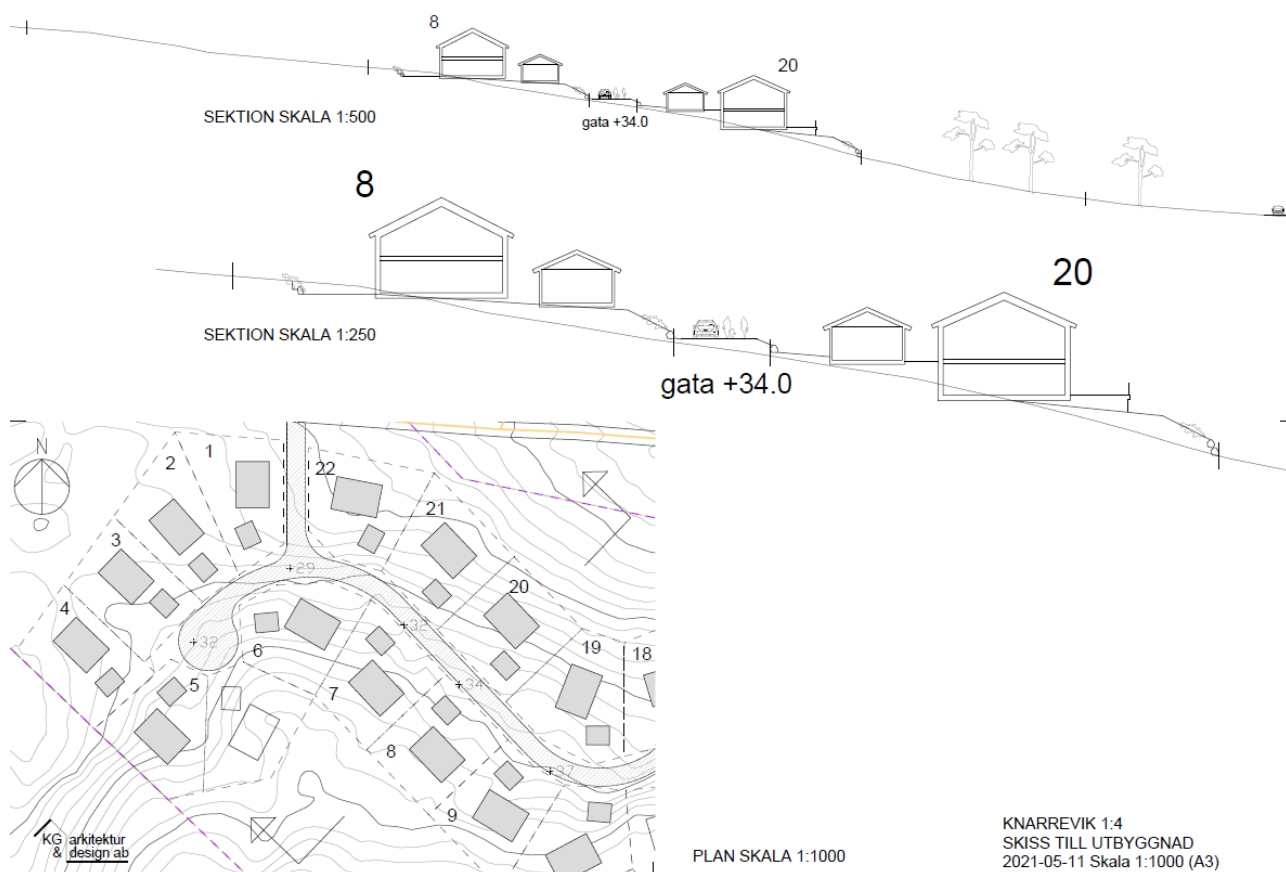 8
20
SEKTION SKALA 1:500
gata +34.0
8
20
SEKTION SKALA 1:250
gata +34.0
N
2
1
22
21
3
+29
20
4
+32
+32
6
19
18
5
7
+34
8
+37
9
KG arkitektur
& design ab
PLAN SKALA 1:1000
KNARREVIK 1:4
SKISS TILL UTBYGGNAD
2021-05-11 Skala 1:1000 (A3)